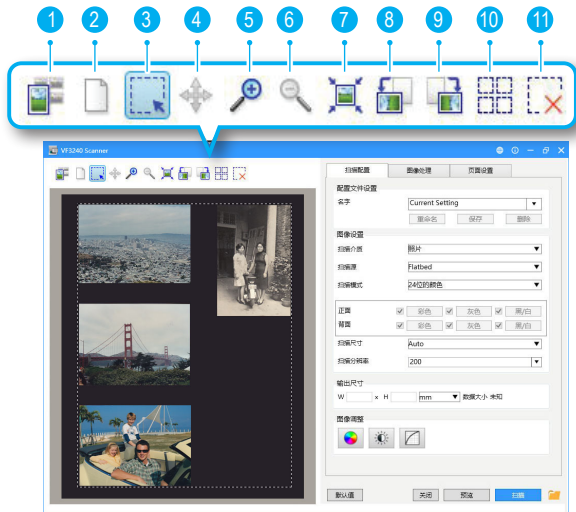 1 2 3 4 5 6 7 8 9 10 11
VF3240 Scanner
扫描配置 图像处理 页面设置
配置文件设置
名字 Current Setting
重命名 保存 删除
图像设置
扫描介质 照片
扫描源 Flatbed
扫描模式 24位的颜色
正面 彩色 灰色 黑/白
背面 彩色 灰色 黑/白
扫描尺寸 Auto
扫描分辨率 200
输出尺寸
W x H mm 数据大小 未知
图像调整
默认值 关闭 预览 扫描